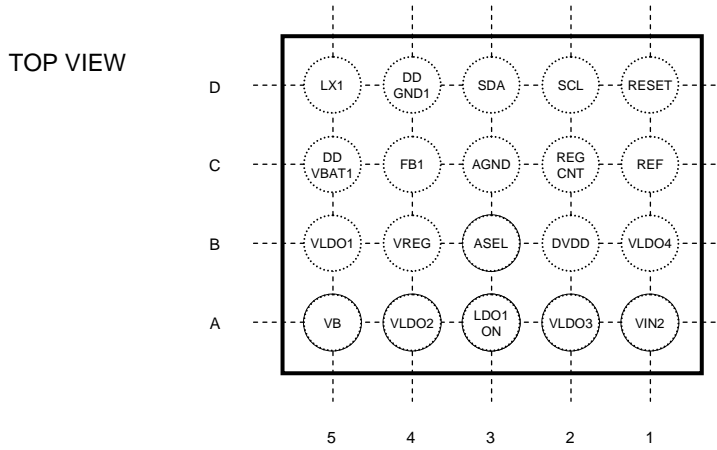 TOP VIEW
D
LX1
DD
GND1
SDA
SCL
RESET
C
DD
VBAT1
FB1
AGND
REG
CNT
REF
B
VLDO1
VREG
ASEL
DVDD
VLDO4
A
VB
VLDO2
LDO1
ON
VLDO3
VIN2
5
4
3
2
1